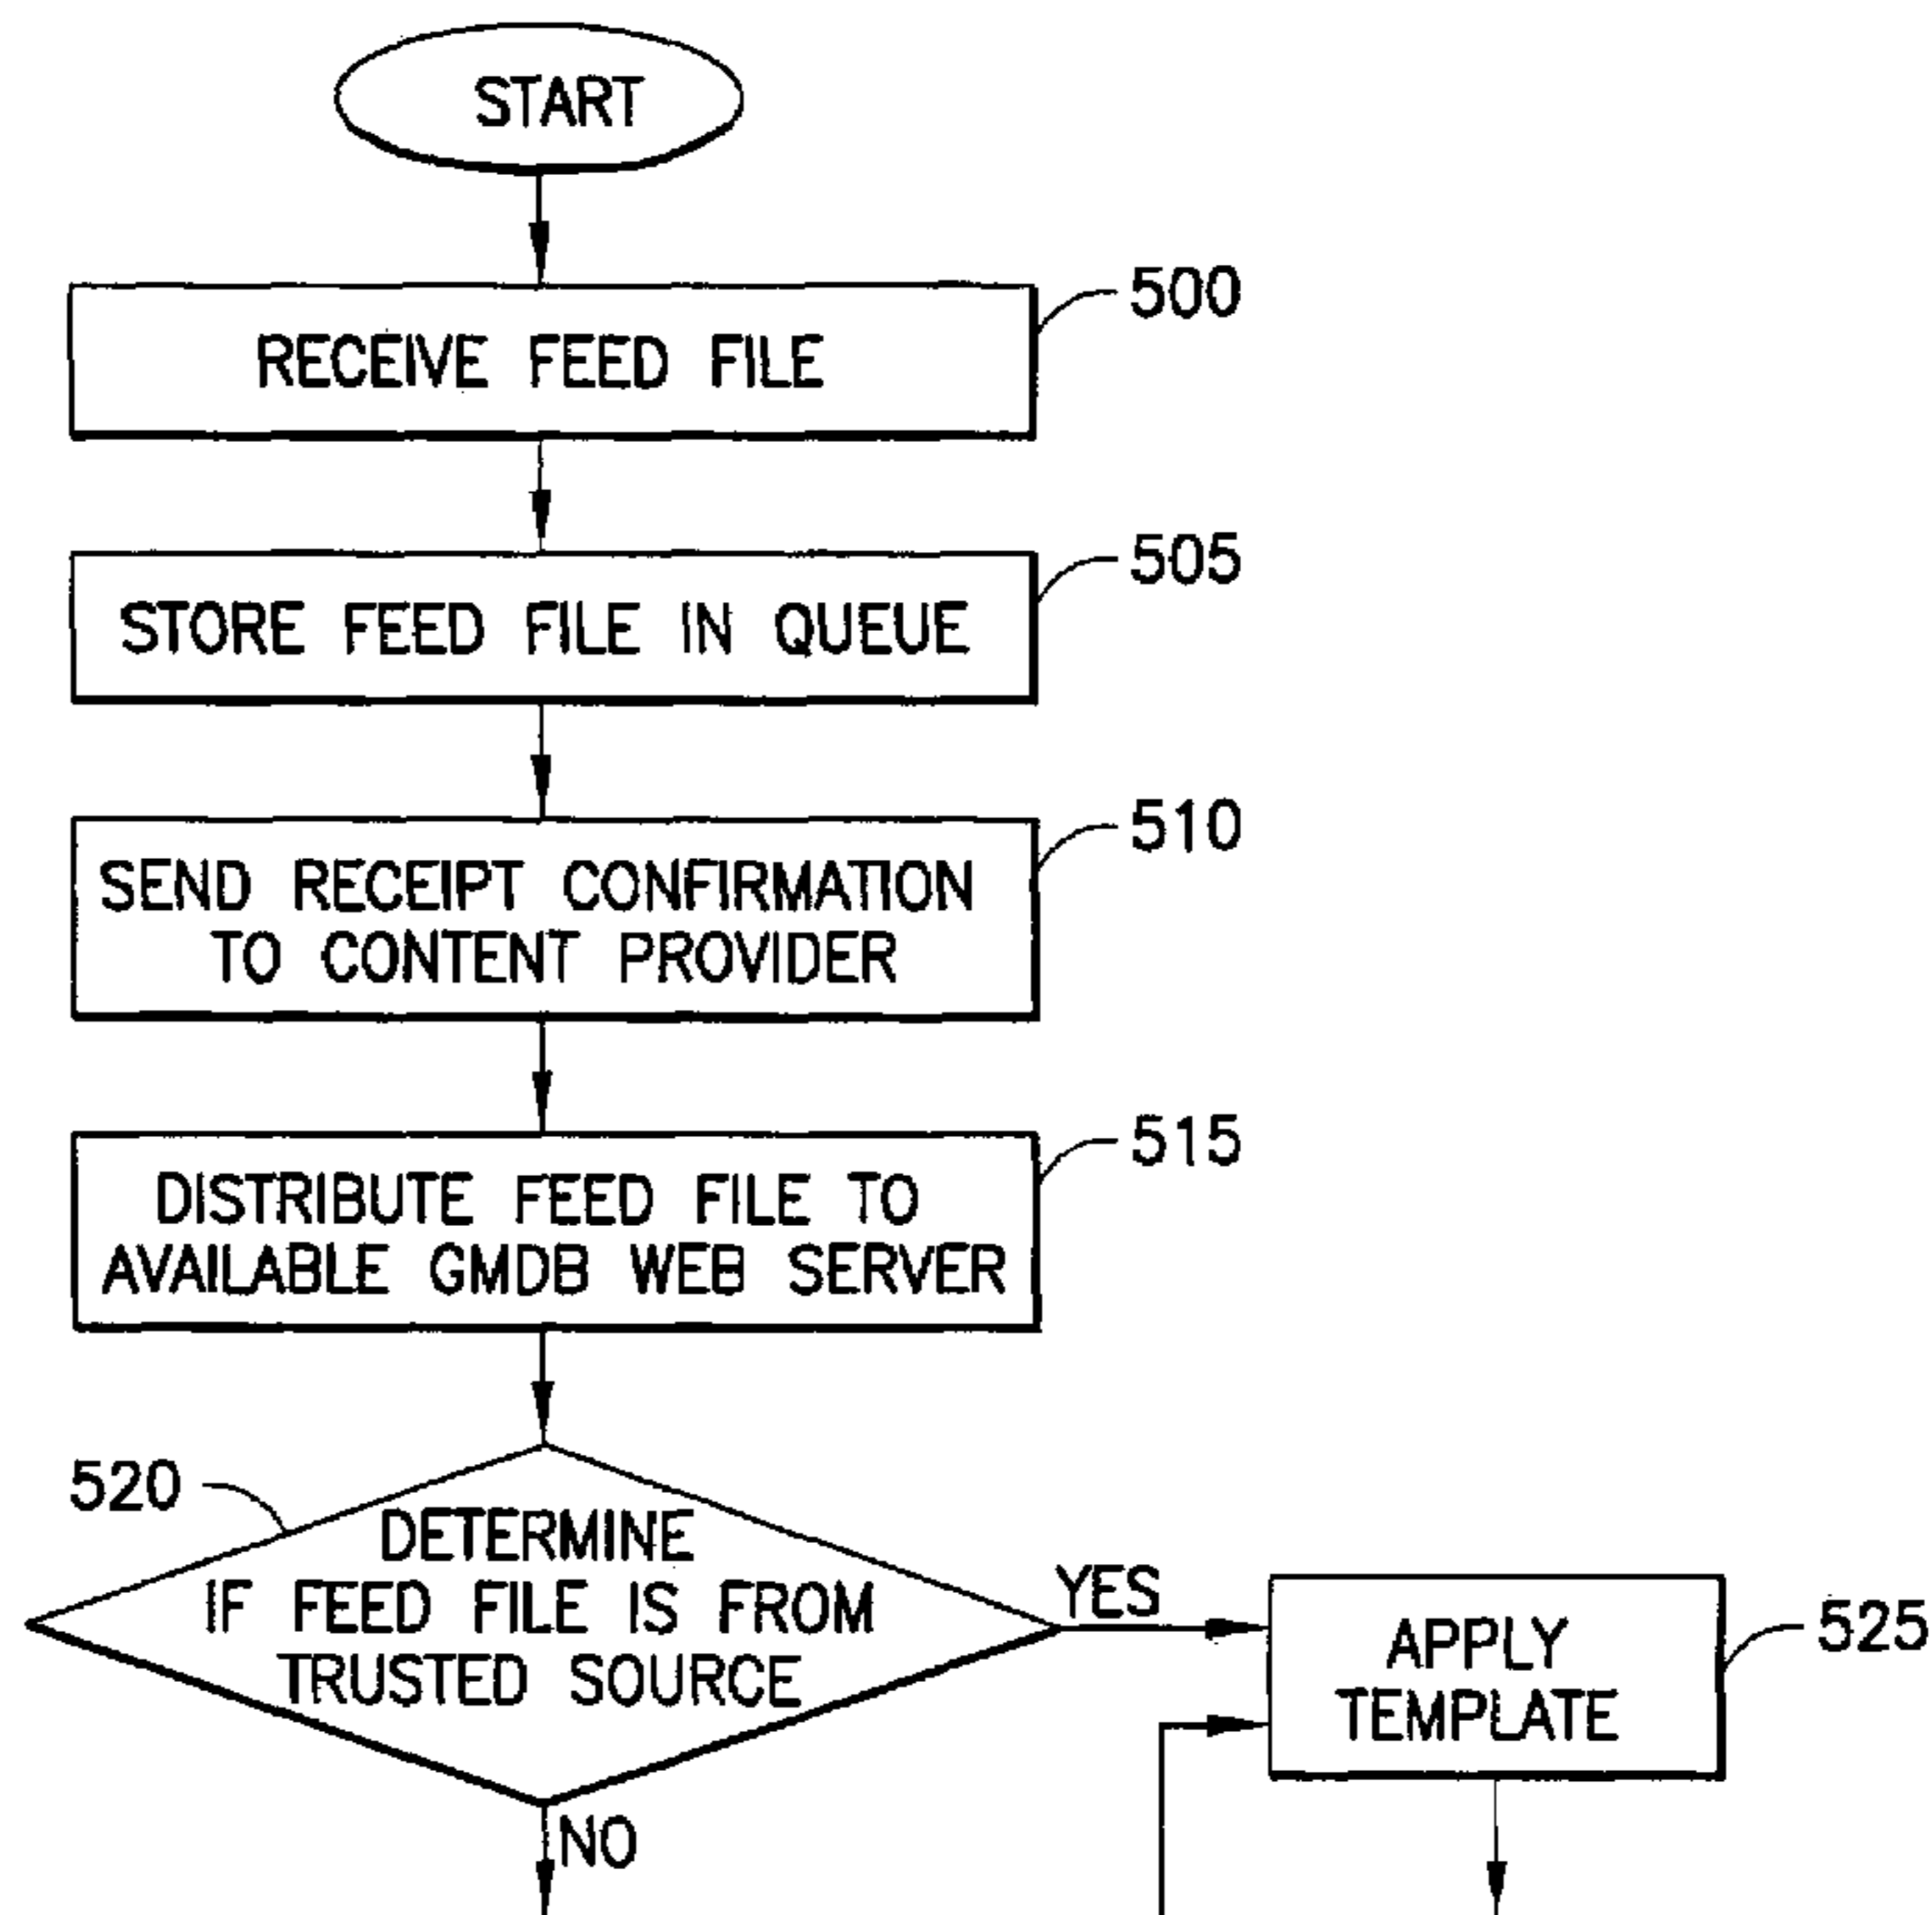 START
500
RECEIVE FEED FILE
505
STORE FEED FILE IN QUEUE
510
SEND RECEIPT CONFIRMATION
TO CONTENT PROVIDER
515
DISTRIBUTE FEED FILE TO
AVAILABLE GMDB WEB SERVER
520
DETERMINE
IF FEED FILE IS FROM
TRUSTED SOURCE
YES
NO
525
APPLY
TEMPLATE